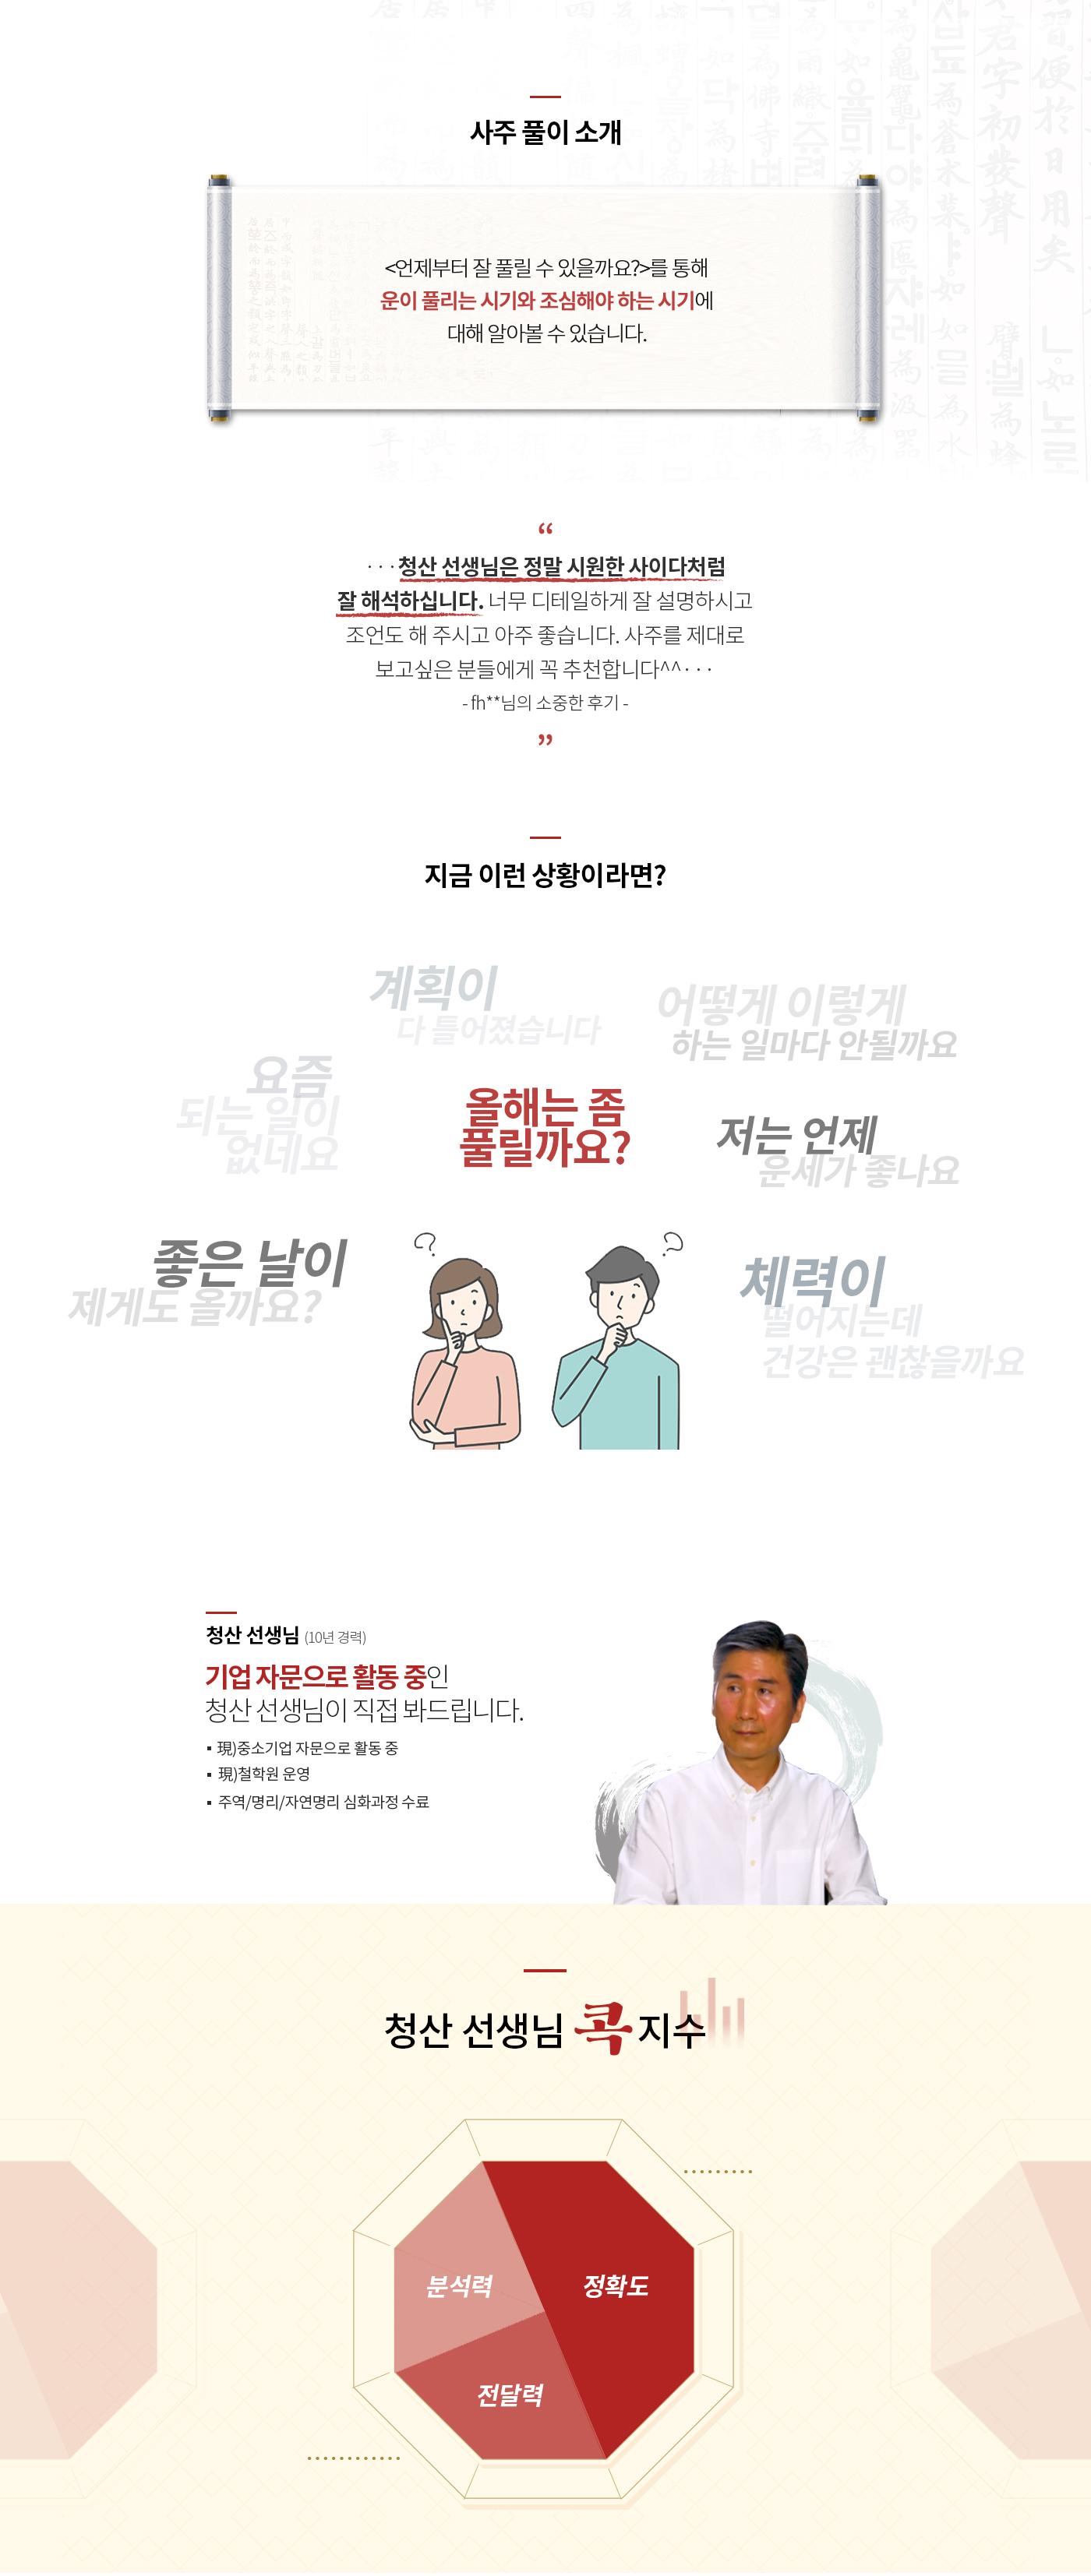 사주 풀이 소개
<언제부터 잘 풀릴 수 있을까요?>를 통해
운이 풀리는 시기와 조심해야 하는 시기에
대해 알아볼 수 있습니다.
“
···청산 선생님은 정말 시원한 사이다처럼
잘 해석하십니다. 너무 디테일하게 잘 설명하시고
조언도 해 주시고 아주 좋습니다. 사주를 제대로
보고싶은 분들에게 꼭 추천합니다^^···
- fh**님의 소중한 후기 -
”
지금 이런 상황이라면?
계획이
다 틀어졌습니다
어떻게 이렇게
하는 일마다 안될까요
요즘
되는 일이
없네요
올해는 좀
풀릴까요?
저는 언제
운세가 좋나요
좋은 날이
제게도 올까요?
체력이
떨어지는데
건강은 괜찮을까요
청산 선생님 (10년 경력)
기업 자문으로 활동 중인
청산 선생님이 직접 봐드립니다.
▪ 現)중소기업 자문으로 활동 중
▪ 現)철학원 운영
▪ 주역/명리/자연명리 심화과정 수료
청산 선생님 콕 지수
분석력
정확도
전달력